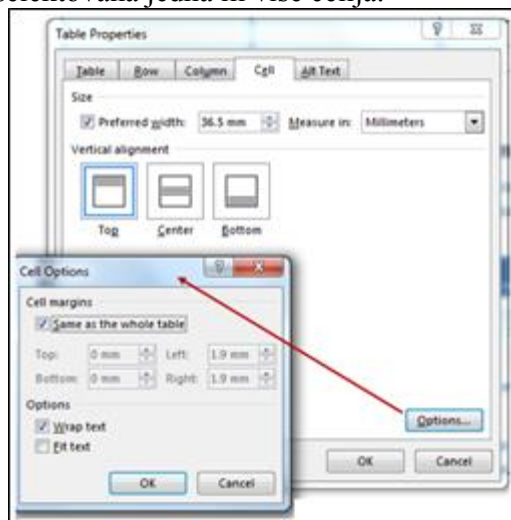 Table Properties
Table Row Column Cell Alt Text
Size
Preferred width: 36.5 mm Measure in: Millimeters
Vertical alignment
Top Center Bottom
Cell Options
Cell margins
Same as the whole table
Top: 0 mm Left: 1.9 mm
Bottom: 0 mm Right: 1.9 mm
Options
Wrap text
Fit text
OK Cancel
Options...
OK Cancel